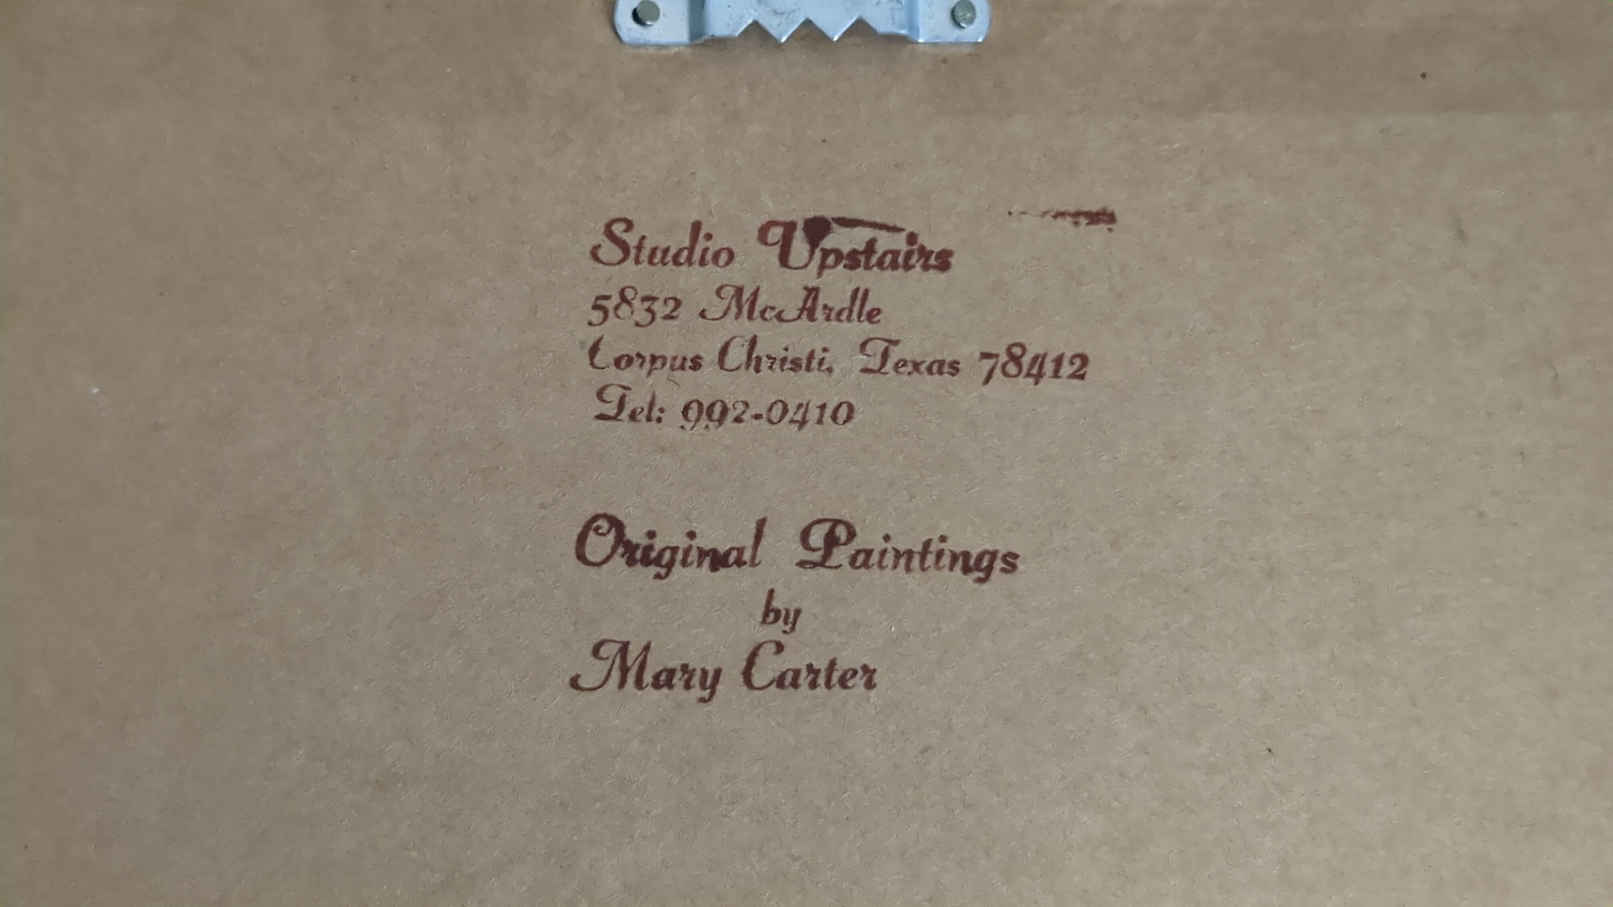 Studio Upstairs
5832 McArdle
Corpus Christi, Texas 78412
Tel: 992-0410
Original Paintings
by
Mary Carter